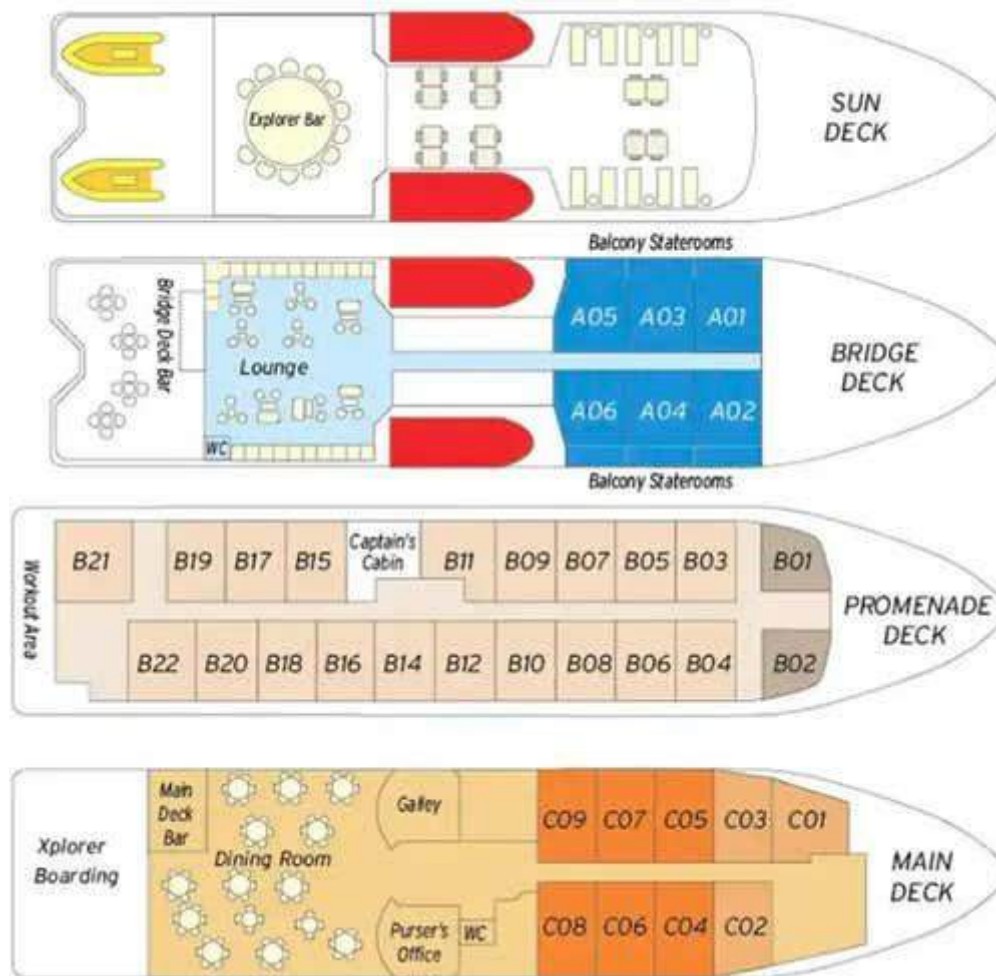 Explorer Bar
SUN
DECK
Balcony Staterooms
Bridge Deck Bar
Lounge
WC
A05 A03 A01
A06 A04 A02
BRIDGE
DECK
Balcony Staterooms
Workout Area
B21 B19 B17 B15
Captain's
Cabin
B11 B09 B07 B05 B03 B01
B22 B20 B18 B16 B14 B12 B10 B08 B06 B04 B02
PROMENADE
DECK
Xplorer
Boarding
Main
Deck
Bar
Dining Room
Galley
Purser's
Office
WC
C09 C07 C05 C03 C01
C08 C06 C04 C02
MAIN
DECK